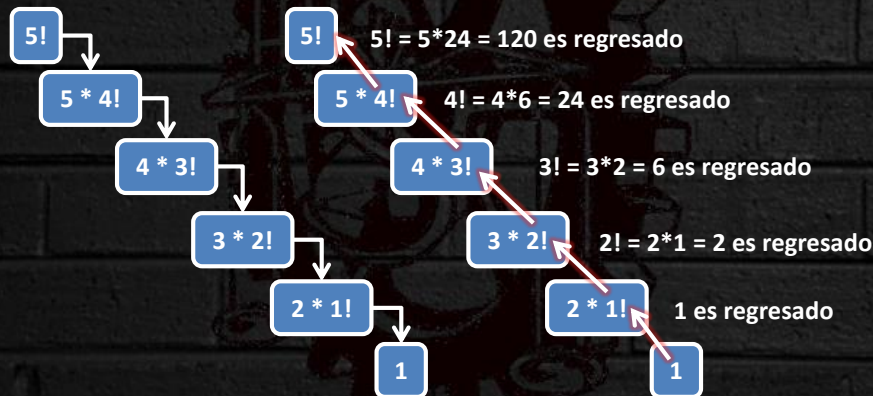 5! 5! 5! = 5*24 = 120 es regresado
5 * 4! 5 * 4! 4! = 4*6 = 24 es regresado
4 * 3! 4 * 3! 3! = 3*2 = 6 es regresado
3 * 2! 3 * 2! 2! = 2*1 = 2 es regresado
2 * 1! 2 * 1! 1 es regresado
1 1